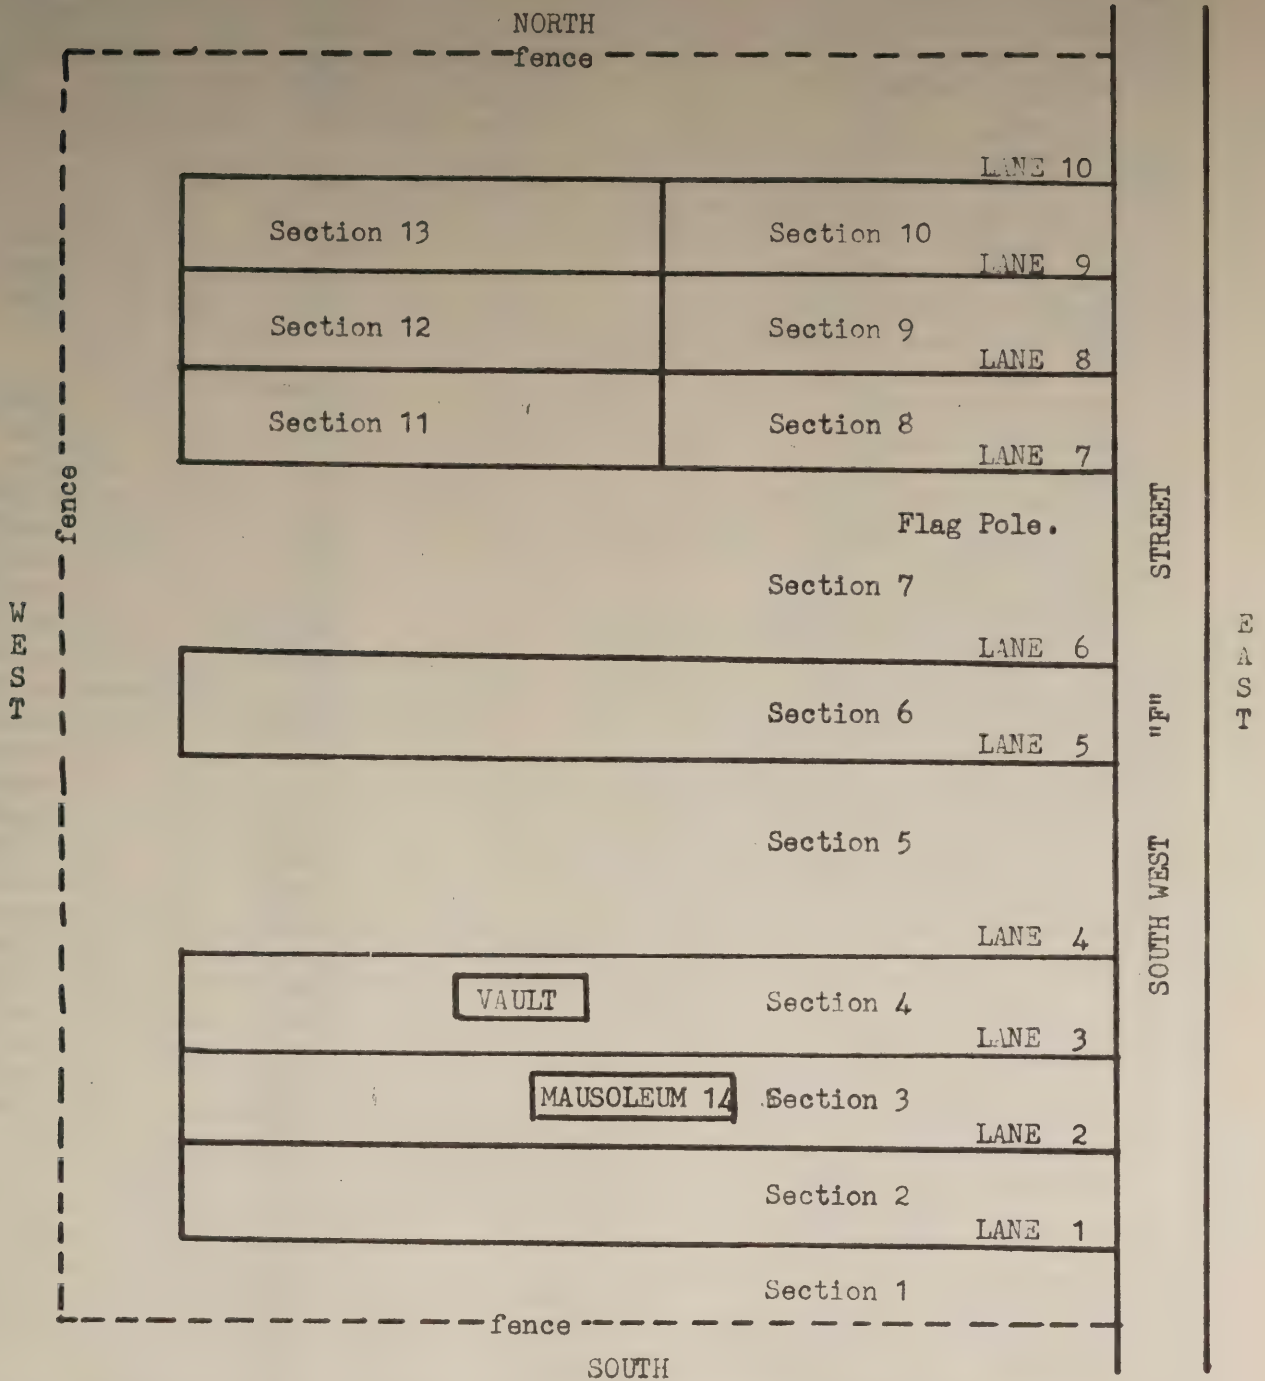 NORTH
fence
LANE 10
Section 13
Section 10
LANE 9
Section 12
Section 9
LANE 8
Section 11
Section 8
LANE 7
fence
Flag Pole.
STREET
Section 7
WEST
EAST
LANE 6
Section 6
"F"
LANE 5
Section 5
SOUTH WEST
LANE 4
VAULT
Section 4
LANE 3
MAUSOLEUM 14
Section 3
LANE 2
Section 2
LANE 1
Section 1
fence
SOUTH